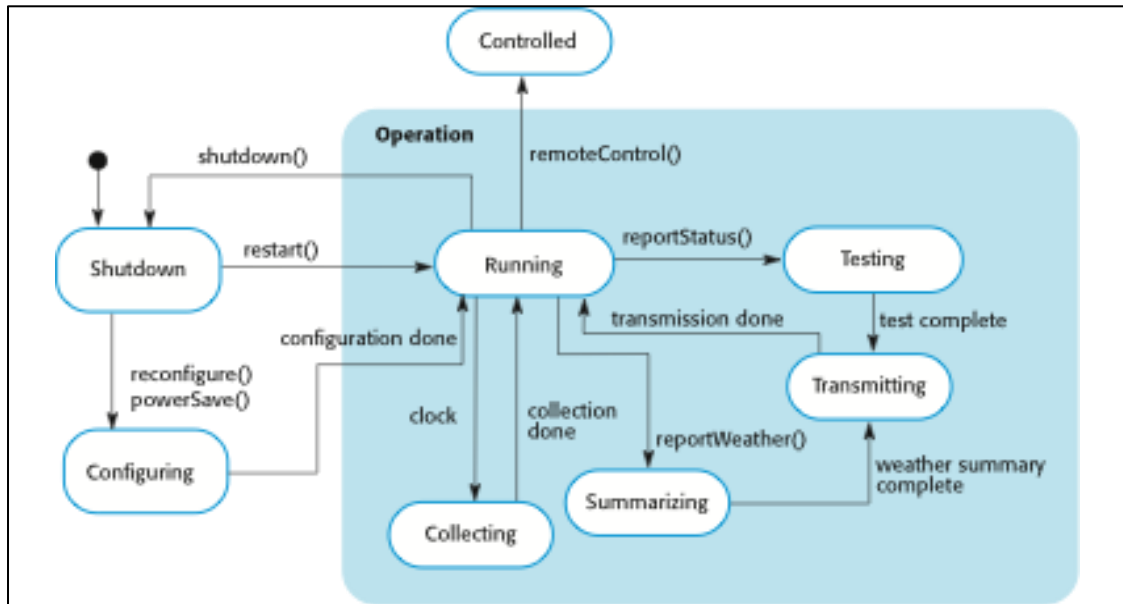 Controlled
Operation
shutdown()
remoteControl()
Shutdown
restart()
Running
reportStatus()
Testing
configuration done
transmission done
test complete
reconfigure()
powerSave()
Transmitting
clock
collection
done
reportWeather()
Configuring
weather summary
complete
Summarizing
Collecting